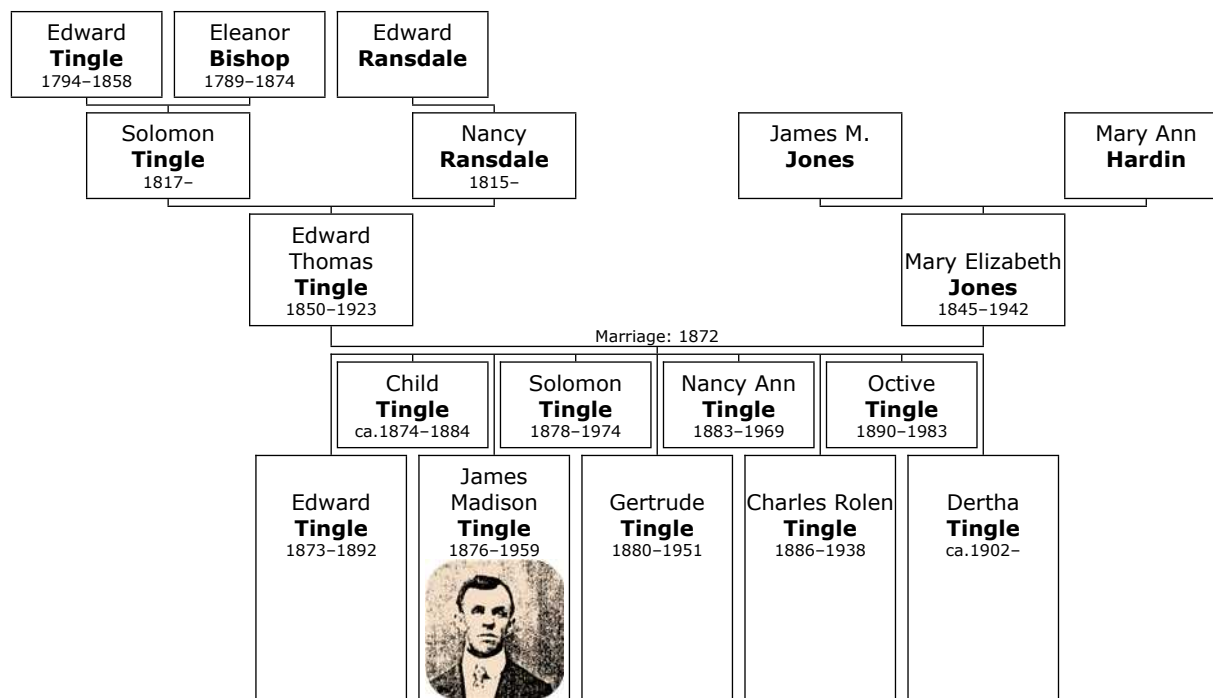 Edward
Tingle
1794–1858
Eleanor
Bishop
1789–1874
Edward
Ransdale
Solomon
Tingle
1817–
Nancy
Ransdale
1815–
James M.
Jones
Mary Ann
Hardin
Edward
Thomas
Tingle
1850–1923
Mary Elizabeth
Jones
1845–1942
Marriage: 1872
Child
Tingle
ca.1874–1884
Solomon
Tingle
1878–1974
Nancy Ann
Tingle
1883–1969
Octive
Tingle
1890–1983
Edward
Tingle
1873–1892
James
Madison
Tingle
1876–1959
Gertrude
Tingle
1880–1951
Charles Rolen
Tingle
1886–1938
Dertha
Tingle
ca.1902–